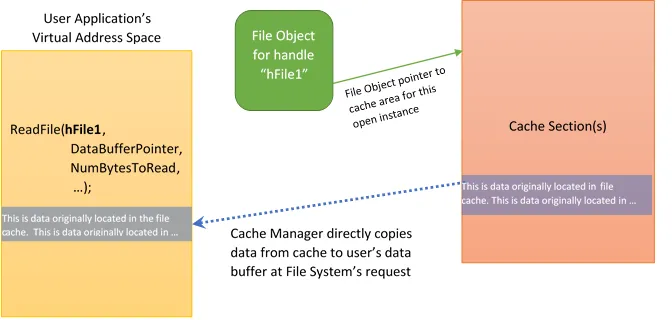 User Application’s
Virtual Address Space
File Object
for handle
“hFile1”
File Object pointer to
cache area for this
open instance
ReadFile(hFile1,
DataBufferPointer,
NumBytesToRead,
…);
Cache Section(s)
This is data originally located in the file
cache. This is data originally located in …
This is data originally located in file
cache. This is data originally located in …
Cache Manager directly copies
data from cache to user’s data
buffer at File System’s request